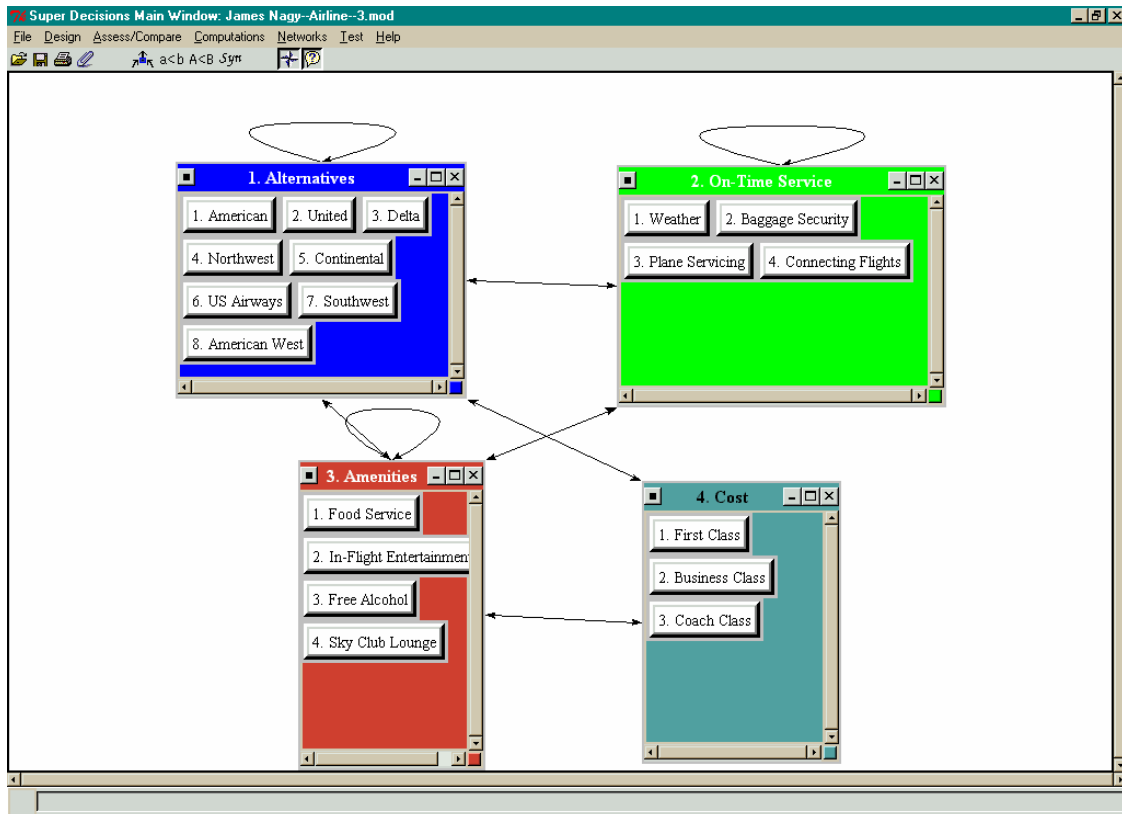 Super Decisions Main Window: James Nagy--Airline--3.mod
File Design Assess/Compare Computations Networks Test Help
a<b A<B Syn
1. Alternatives
1. American 2. United 3. Delta
4. Northwest 5. Continental
6. US Airways 7. Southwest
8. American West
2. On-Time Service
1. Weather 2. Baggage Security
3. Plane Servicing 4. Connecting Flights
3. Amenities
1. Food Service
2. In-Flight Entertainmen
3. Free Alcohol
4. Sky Club Lounge
4. Cost
1. First Class
2. Business Class
3. Coach Class